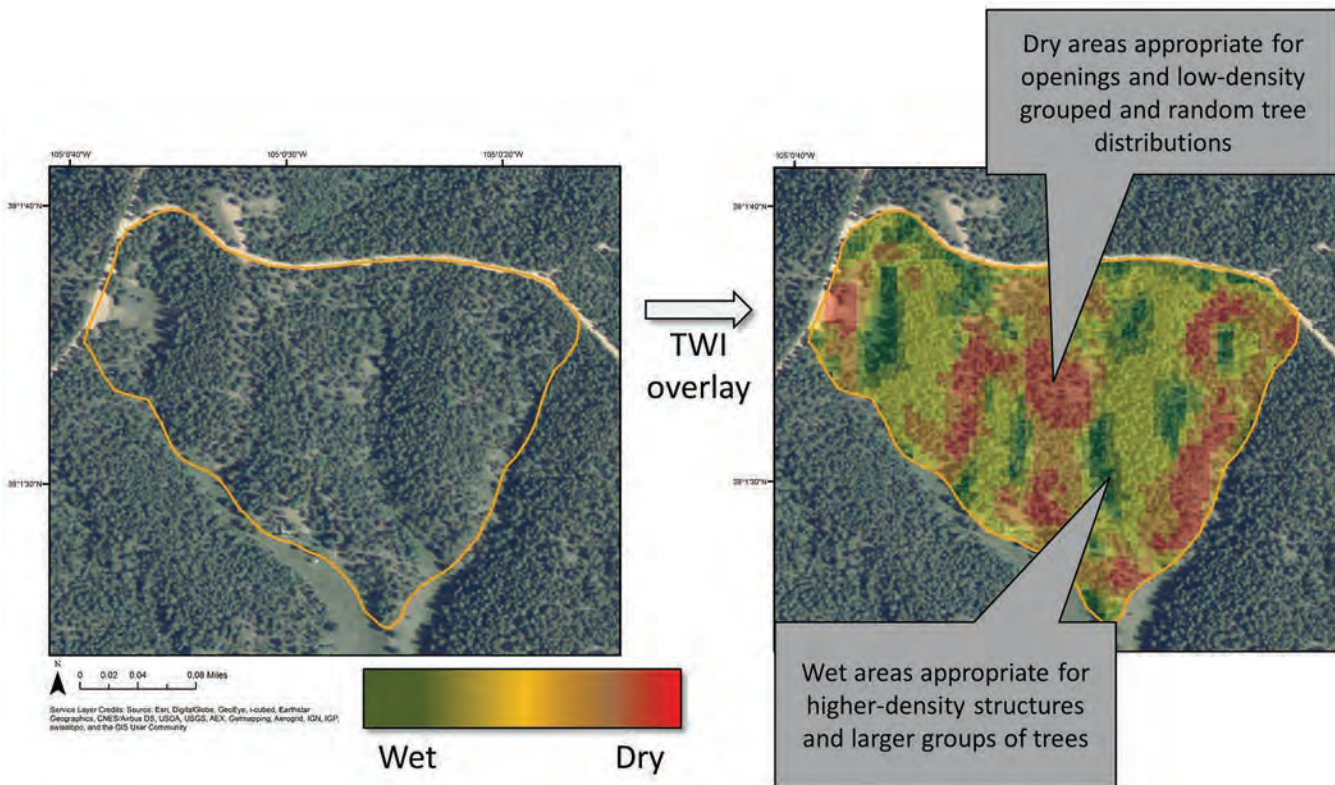 Dry areas appropriate for
openings and low-density
grouped and random tree
distributions
105°0'40"W
105°0'30"W
105°0'20"W
39°1'40"N
39°1'30"N
TWI
overlay
105°0'40"W
39°1'40"N
39°1'30"N
N
0 0.02 0.04 0.08 Miles
Service Layer Credits: Source: Esri, DigitalGlobe, GeoEye, i-cubed, Earthstar
Geographics, CNES/Airbus DS, USDA, USGS, AEX, Getmapping, Aerogrid, IGN, IGP,
swisstopo, and the GIS User Community
Wet
Dry
Wet areas appropriate for
higher-density structures
and larger groups of trees